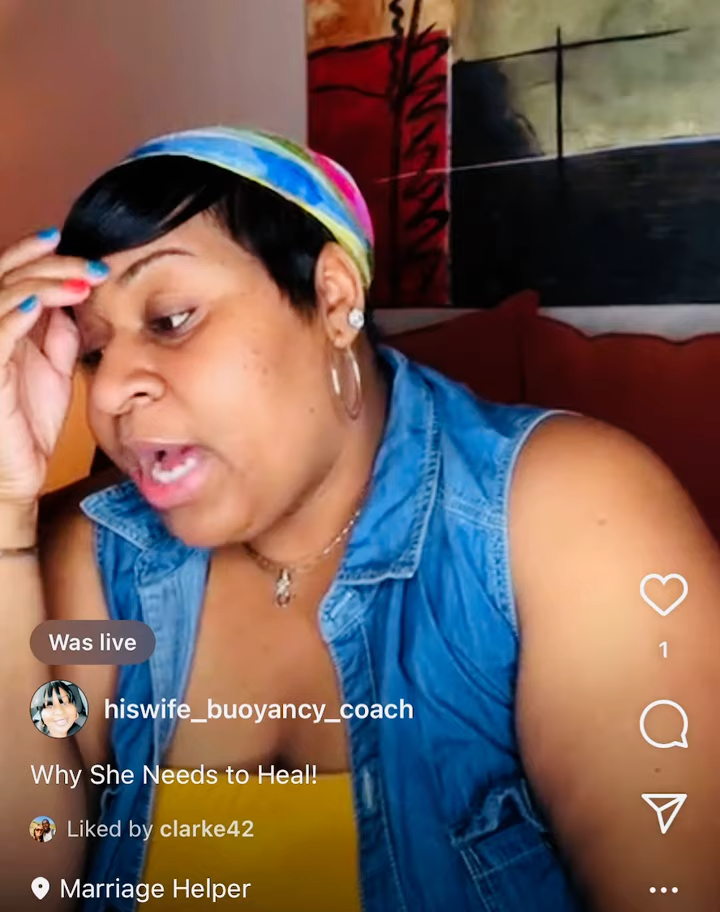 Was live
1
hiswife_buoyancy_coach
Why She Needs to Heal!
Liked by clarke42
Marriage Helper